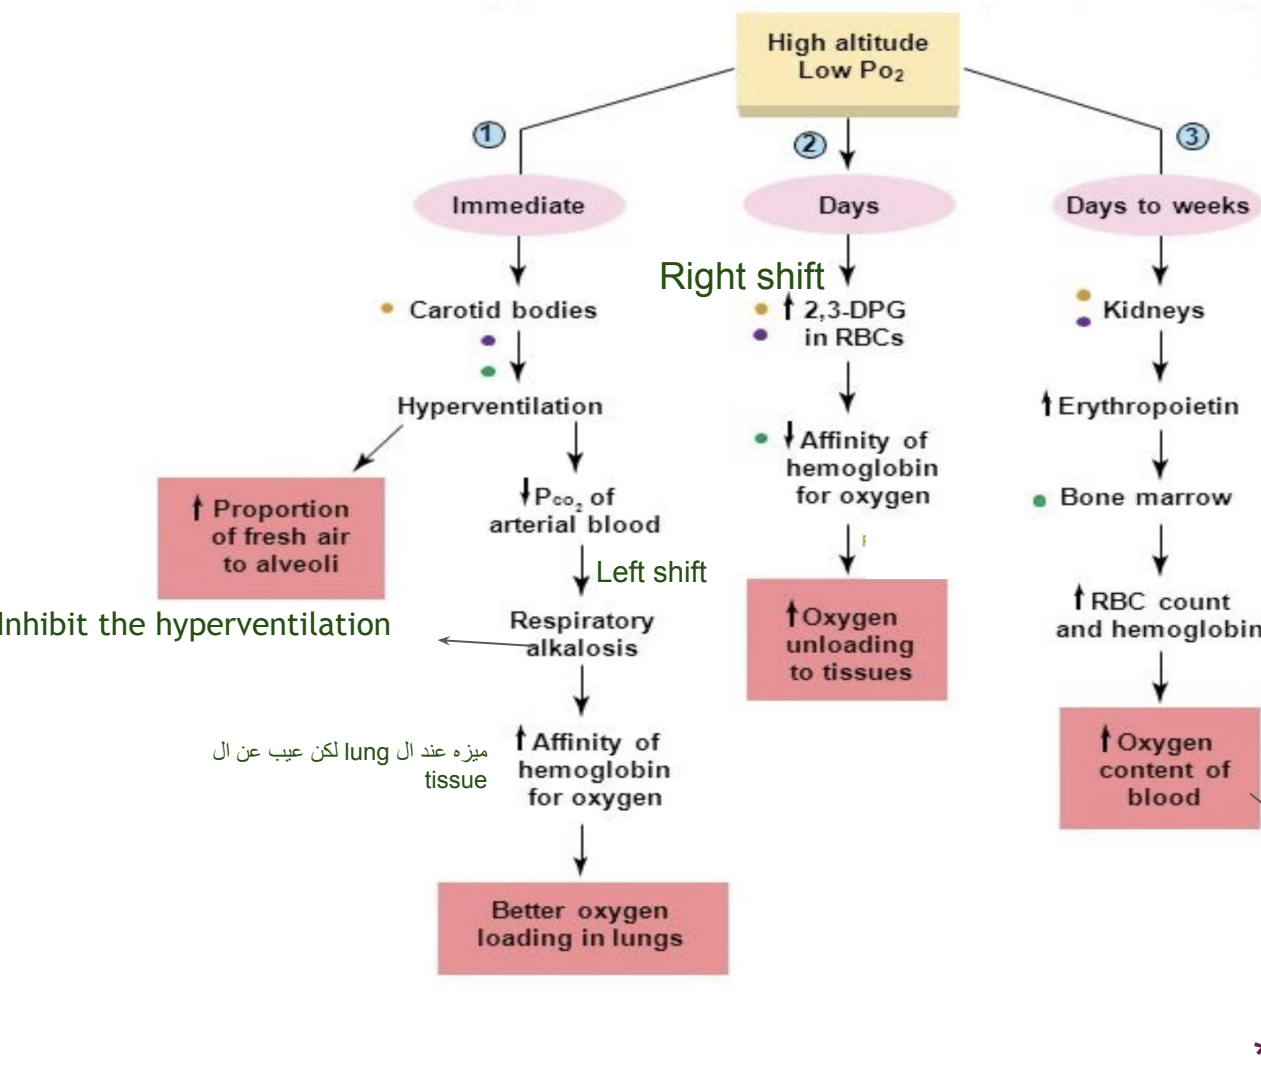 High altitude
Low Po₂
1
Immediate
Carotid bodies
Hyperventilation
↑ Proportion
of fresh air
to alveoli
Inhibit the hyperventilation
↓Pco₂ of
arterial blood
Left shift
Respiratory
alkalosis
↑Affinity of
hemoglobin
for oxygen
ميزه عند ال lung لكن عيب عن ال
tissue
Better oxygen
loading in lungs
2
Days
Right shift
↑ 2,3-DPG
in RBCs
↓Affinity of
hemoglobin
for oxygen
↑Oxygen
unloading
to tissues
3
Days to weeks
Kidneys
↑Erythropoietin
Bone marrow
↑RBC count
and hemoglobin
↑Oxygen
content of
blood
*